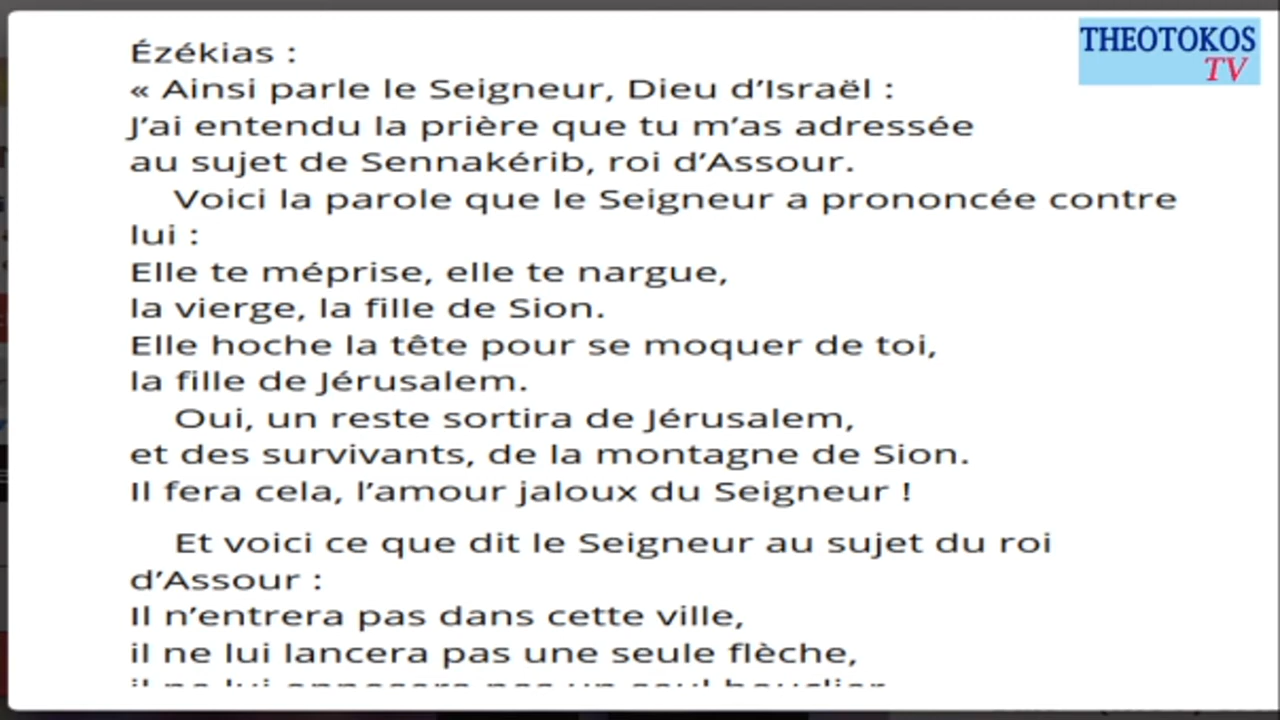 THEOTOKOS
TV
Ézékias :
« Ainsi parle le Seigneur, Dieu d’Israël :
J’ai entendu la prière que tu m’as adressée
au sujet de Sennakérib, roi d’Assour.
Voici la parole que le Seigneur a prononcée contre
lui :
Elle te méprise, elle te nargue,
la vierge, la fille de Sion.
Elle hoche la tête pour se moquer de toi,
la fille de Jérusalem.
Oui, un reste sortira de Jérusalem,
et des survivants, de la montagne de Sion.
Il fera cela, l’amour jaloux du Seigneur !
Et voici ce que dit le Seigneur au sujet du roi
d’Assour :
Il n’entrera pas dans cette ville,
il ne lui lancera pas une seule flèche,